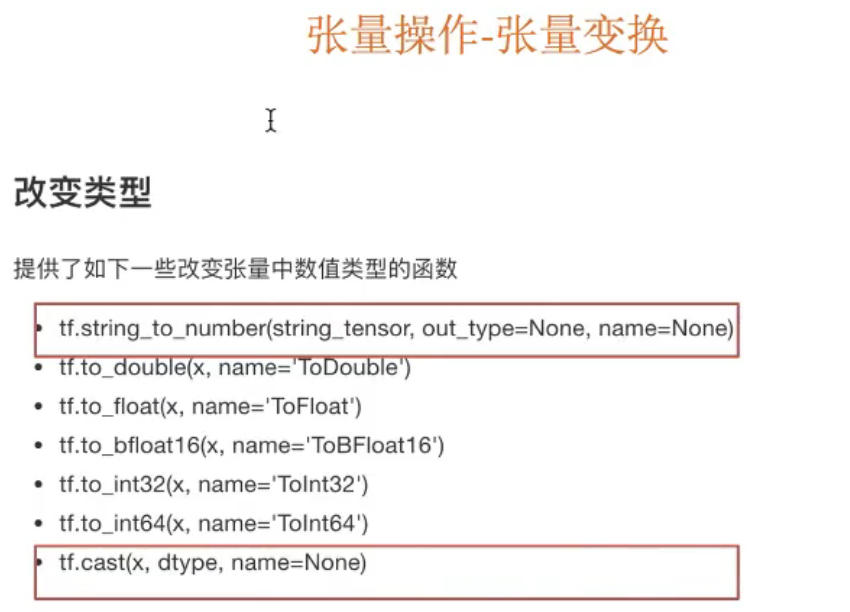 张量操作-张量变换
改变类型
提供了如下一些改变张量中数值类型的函数
• tf.string_to_number(string_tensor, out_type=None, name=None)
• tf.to_double(x, name='ToDouble')
• tf.to_float(x, name='ToFloat')
• tf.to_bfloat16(x, name='ToBFloat16')
• tf.to_int32(x, name='ToInt32')
• tf.to_int64(x, name='ToInt64')
• tf.cast(x, dtype, name=None)